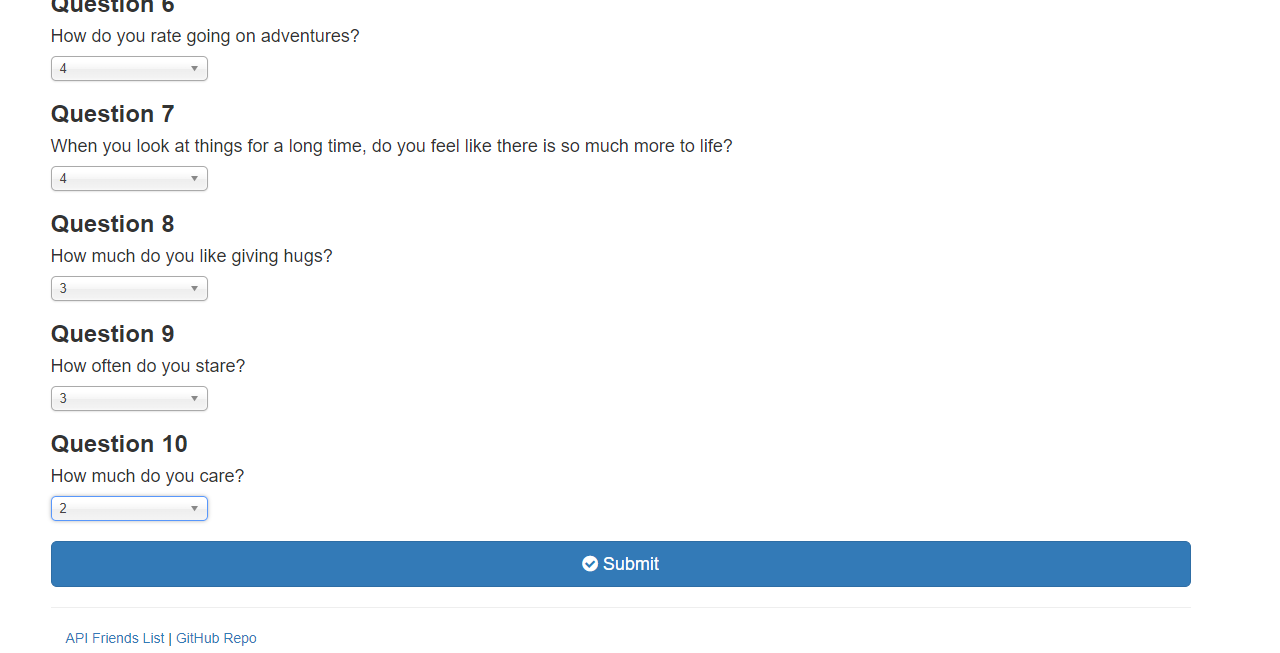 Question 6
How do you rate going on adventures?
4
Question 7
When you look at things for a long time, do you feel like there is so much more to life?
4
Question 8
How much do you like giving hugs?
3
Question 9
How often do you stare?
3
Question 10
How much do you care?
2
Submit
API Friends List | GitHub Repo